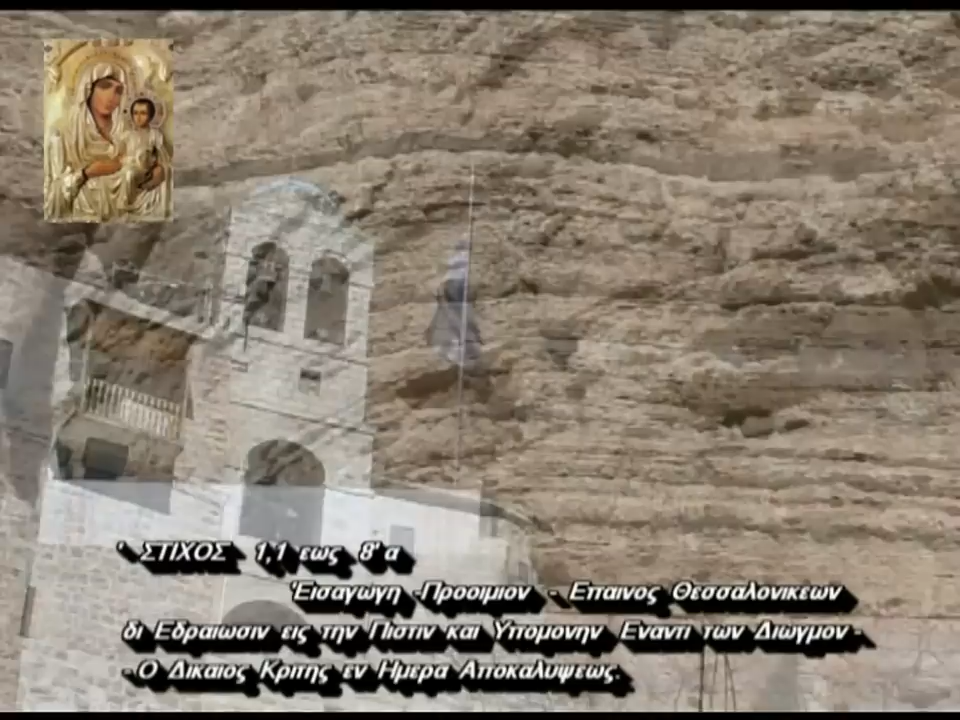 ' ΣΤΙΧΟΣ 1,1 εως 8'α
'Εισαγωγη -Προοιμιον - Επαινος Θεσσαλονικεων
δι Εδραιωσιν εις την Πιστιν και Υπομονην Εναντι των Διωγμον -
- Ο Δικαιος Κριτης εν Ημερα Αποκαλυψεως.